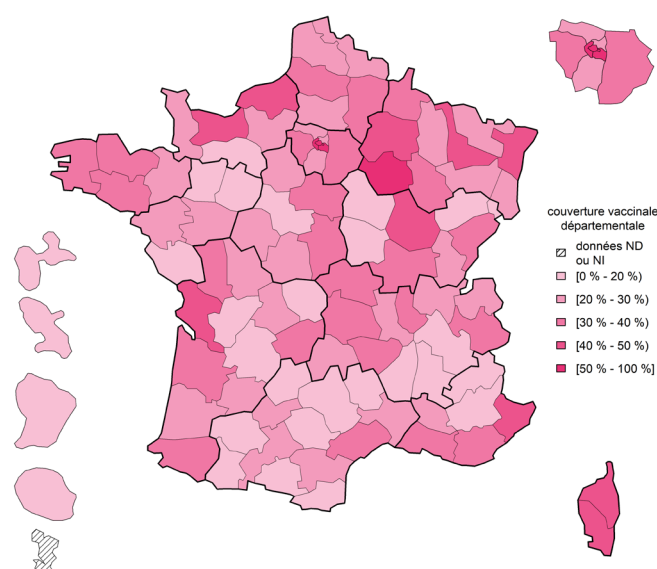 couverture vaccinale
départementale
données ND
ou NI
[0 % - 20 %)
[20 % - 30 %)
[30 % - 40 %)
[40 % - 50 %)
[50 % - 100 %]